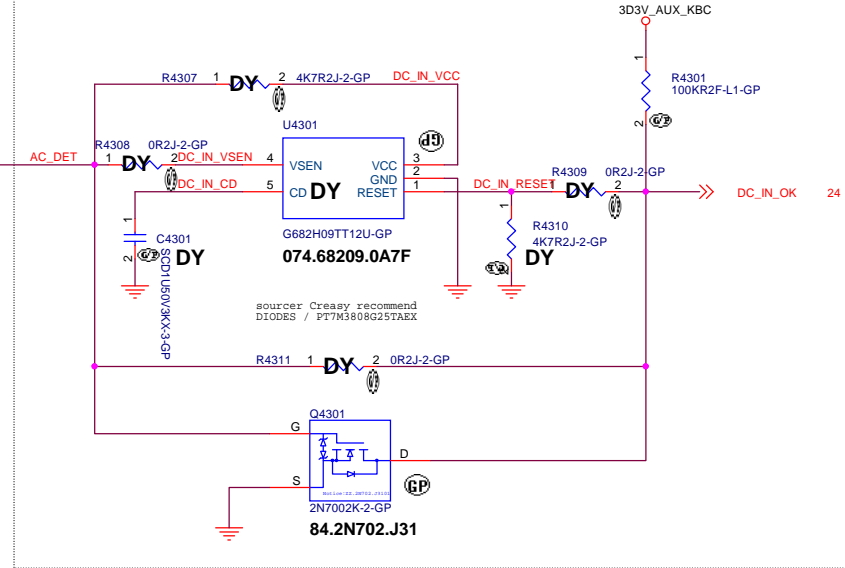 3D3V_AUX_KBC
R4307 1 DY 2 4K7R2J-2-GP DC_IN_VCC
1
R4301
100KR2F-L1-GP
2
U4301
R4308 0R2J-2-GP
AC_DET 1 DY 2 DC_IN_VSEN 4 VSEN VCC 3
GND 2
DC_IN_CD 5 CD DY RESET 1 DC_IN_RESET
R4309 0R2J-2-GP
1 DY 2
DC_IN_OK 24
1
C4301
2
DY
SCD1U50V3KX-3-GP
G682H09TT12U-GP
074.68209.0A7F
1
R4310
4K7R2J-2-GP
DY
2
sourcer Creasy recommend
DIODES / PT7M3808G25TAEX
R4311 1 DY 2 0R2J-2-GP
Q4301
G
D
S
GP
2N7002K-2-GP
84.2N702.J31